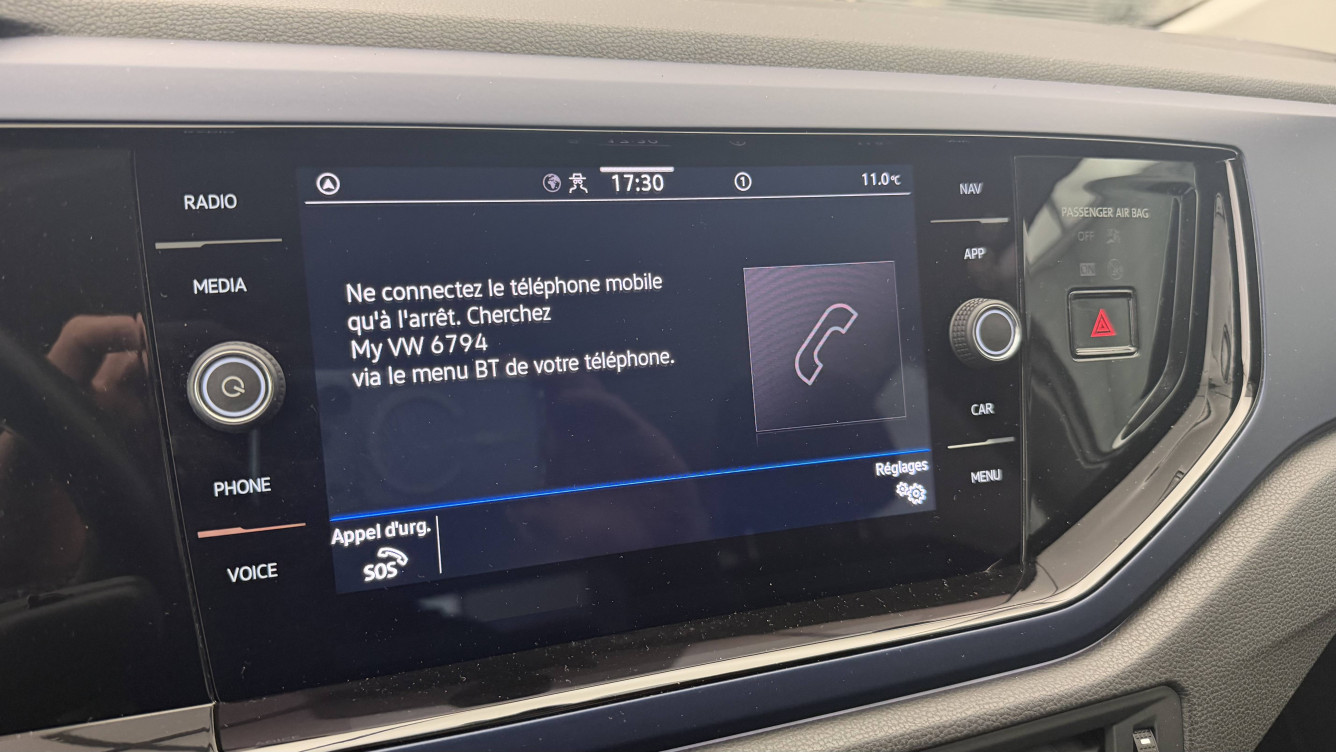 RADIO
MEDIA
PHONE
VOICE
17:30
1
11.0°C
Ne connectez le téléphone mobile
qu'à l'arrêt. Cherchez
My VW 6794
via le menu BT de votre téléphone.
Réglages
Appel d'urg.
SOS
NAV
APP
CAR
MENU
PASSENGER AIR BAG
OFF
ON